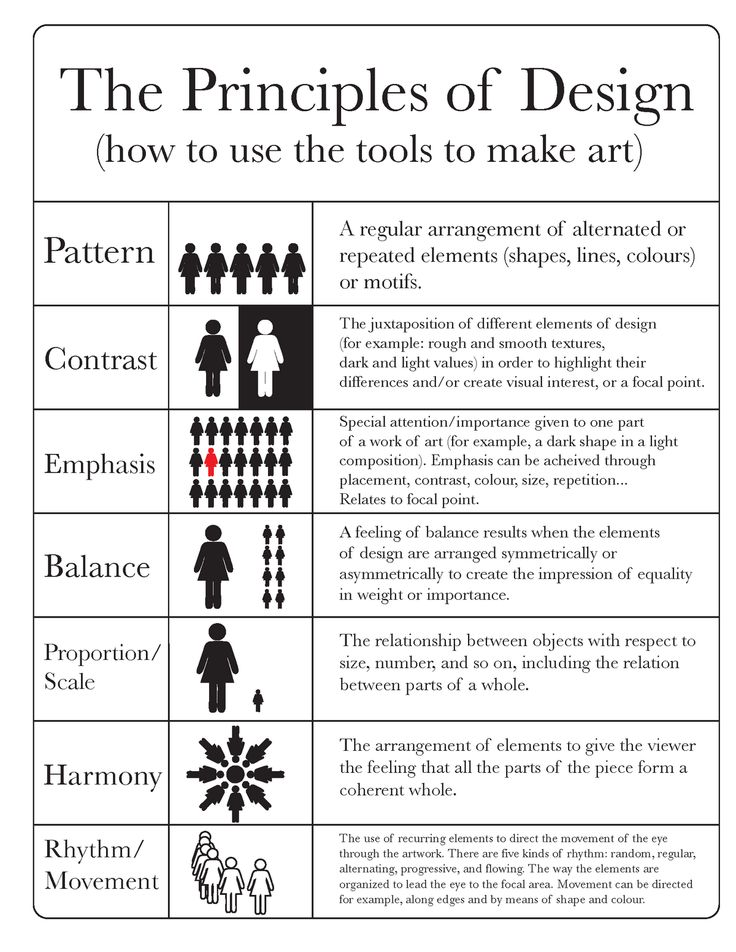 The Principles of Design
(how to use the tools to make art)
Pattern
A regular arrangement of alternated or
repeated elements (shapes, lines, colours)
or motifs.
Contrast
The juxtaposition of different elements of design
(for example: rough and smooth textures,
dark and light values) in order to highlight their
differences and/or create visual interest, or a focal point.
Emphasis
Special attention/importance given to one part
of a work of art (for example, a dark shape in a light
composition). Emphasis can be acheived through
placement, contrast, colour, size, repetition...
Relates to focal point.
Balance
A feeling of balance results when the elements
of design are arranged symmetrically or
asymmetrically to create the impression of equality
in weight or importance.
Proportion/
Scale
The relationship between objects with respect to
size, number, and so on, including the relation
between parts of a whole.
Harmony
The arrangement of elements to give the viewer
the feeling that all the parts of the piece form a
coherent whole.
Rhythm/
Movement
The use of recurring elements to direct the movement of the eye
through the artwork. There are five kinds of rhythm: random, regular,
alternating, progressive, and flowing. The way the elements are
organized to lead the eye to the focal area. Movement can be directed
for example, along edges and by means of shape and colour.